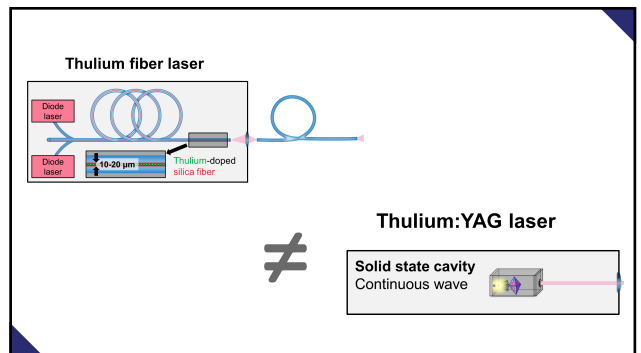 Thulium fiber laser
Diode
laser
Diode
laser
10-20 µm
Thulium-doped
silica fiber
≠
Thulium:YAG laser
Solid state cavity
Continuous wave